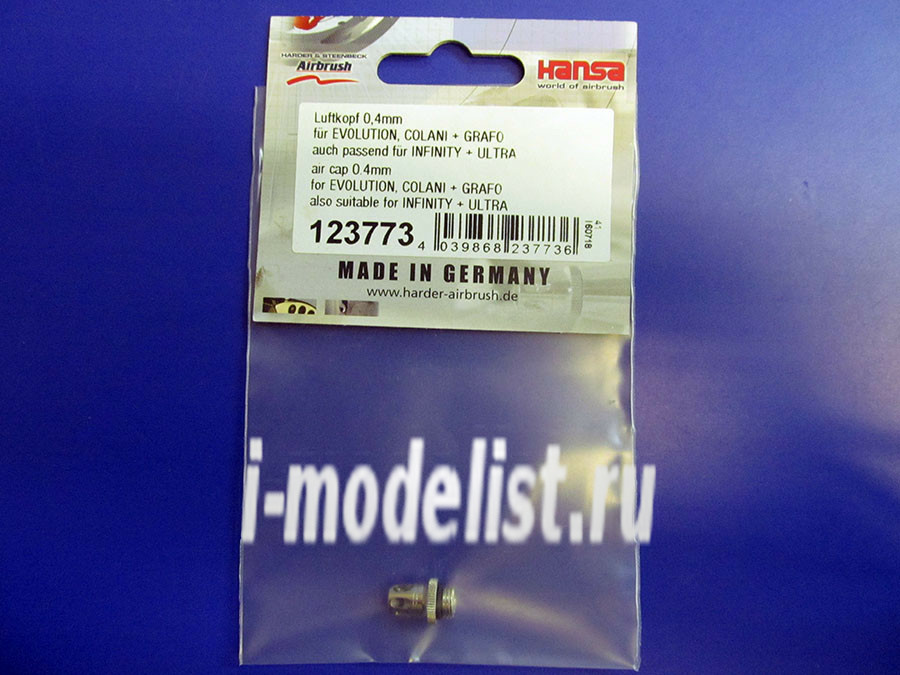 HARDER & STEENBECK
Airbrush
Hansa
world of airbrush
Luftkopf 0,4mm
für EVOLUTION, COLANI + GRAFO
auch passend für INFINITY + ULTRA
air cap 0.4mm
for EVOLUTION, COLANI + GRAFO
also suitable for INFINITY + ULTRA
123773
4 039868 237736
41
160718
MADE IN GERMANY
www.harder-airbrush.de
i-modelist.ru